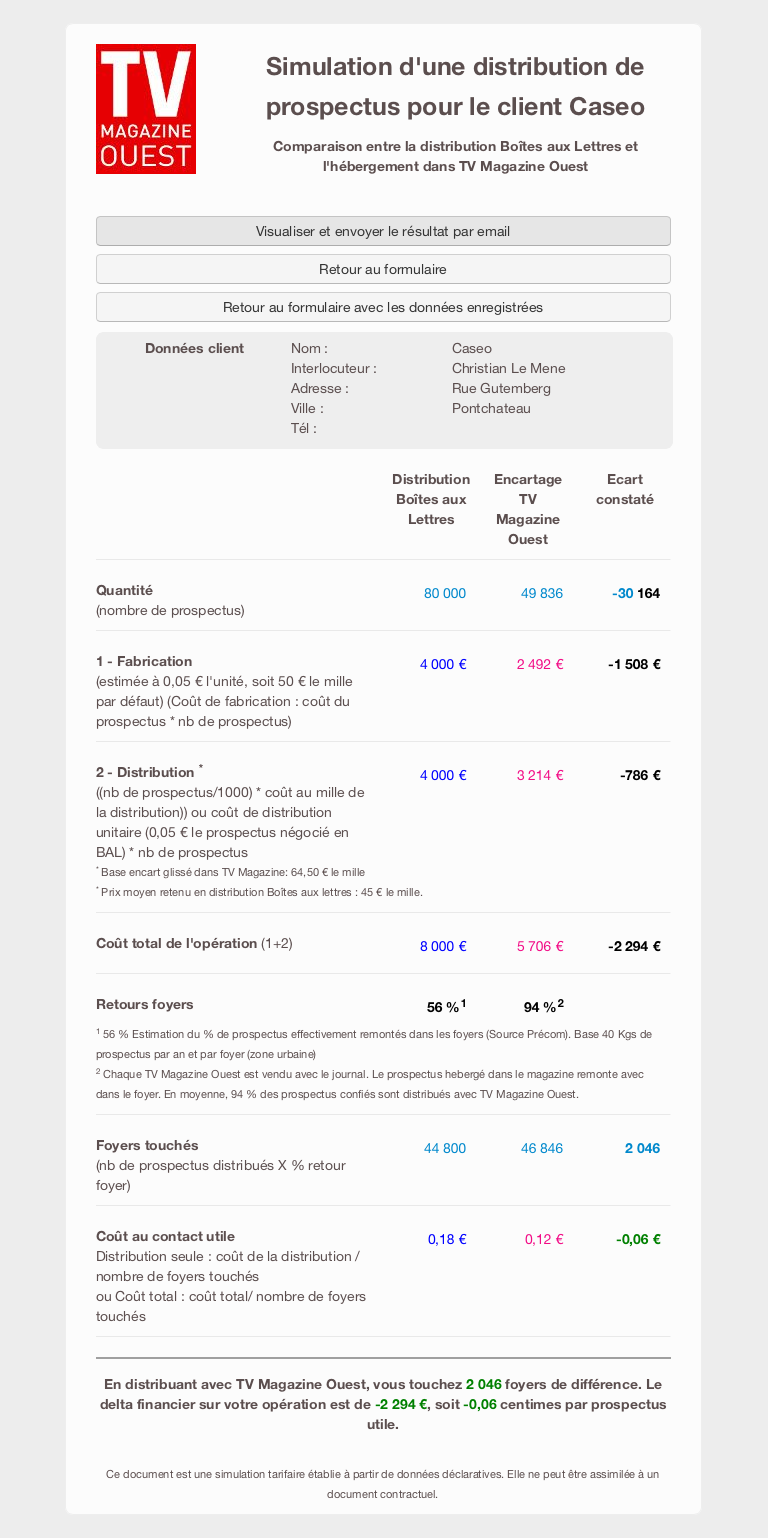 TV
MAGAZINE
OUEST
Simulation d'une distribution de
prospectus pour le client Caseo
Comparaison entre la distribution Boîtes aux Lettres et
l'hébergement dans TV Magazine Ouest
Visualiser et envoyer le résultat par email
Retour au formulaire
Retour au formulaire avec les données enregistrées
Données client Nom : Caseo
Interlocuteur : Christian Le Mene
Adresse : Rue Gutemberg
Ville : Pontchateau
Tél :
Distribution Encartage Ecart
Boîtes aux TV constaté
Lettres Magazine
Ouest
Quantité 80 000 49 836 -30 164
(nombre de prospectus)
1 - Fabrication 4 000 € 2 492 € -1 508 €
(estimée à 0,05 € l'unité, soit 50 € le mille
par défaut) (Coût de fabrication : coût du
prospectus * nb de prospectus)
2 - Distribution * 4 000 € 3 214 € -786 €
((nb de prospectus/1000) * coût au mille de
la distribution)) ou coût de distribution
unitaire (0,05 € le prospectus négocié en
BAL) * nb de prospectus
* Base encart glissé dans TV Magazine: 64,50 € le mille
* Prix moyen retenu en distribution Boîtes aux lettres : 45 € le mille.
Coût total de l'opération (1+2) 8 000 € 5 706 € -2 294 €
Retours foyers 56 %1 94 %2
1 56 % Estimation du % de prospectus effectivement remontés dans les foyers (Source Précom). Base 40 Kgs de
prospectus par an et par foyer (zone urbaine)
2 Chaque TV Magazine Ouest est vendu avec le journal. Le prospectus hebergé dans le magazine remonte avec
dans le foyer. En moyenne, 94 % des prospectus confiés sont distribués avec TV Magazine Ouest.
Foyers touchés 44 800 46 846 2 046
(nb de prospectus distribués X % retour
foyer)
Coût au contact utile 0,18 € 0,12 € -0,06 €
Distribution seule : coût de la distribution /
nombre de foyers touchés
ou Coût total : coût total/ nombre de foyers
touchés
En distribuant avec TV Magazine Ouest, vous touchez 2 046 foyers de différence. Le
delta financier sur votre opération est de -2 294 €, soit -0,06 centimes par prospectus
utile.
Ce document est une simulation tarifaire établie à partir de données déclaratives. Elle ne peut être assimilée à un
document contractuel.